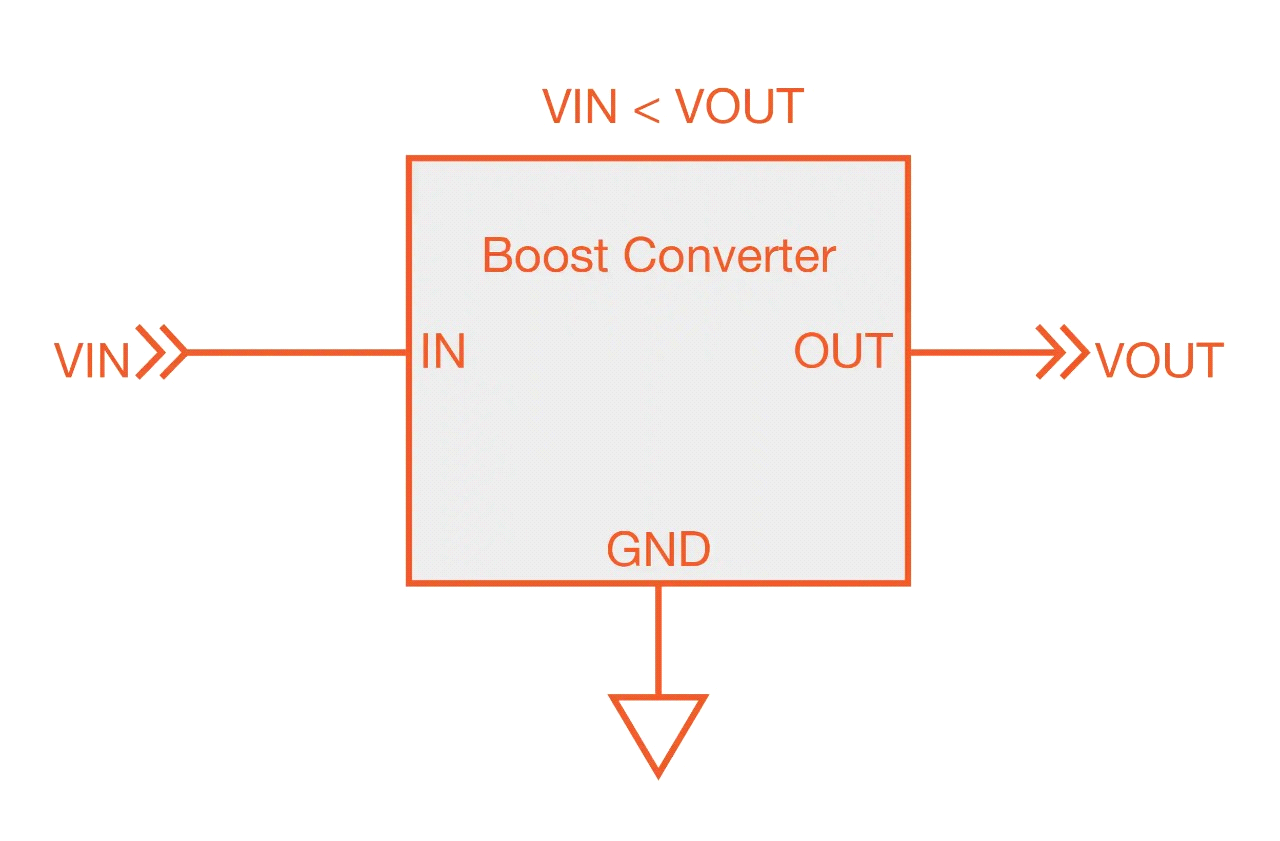 VIN < VOUT
Boost Converter
VIN
IN
OUT
VOUT
GND